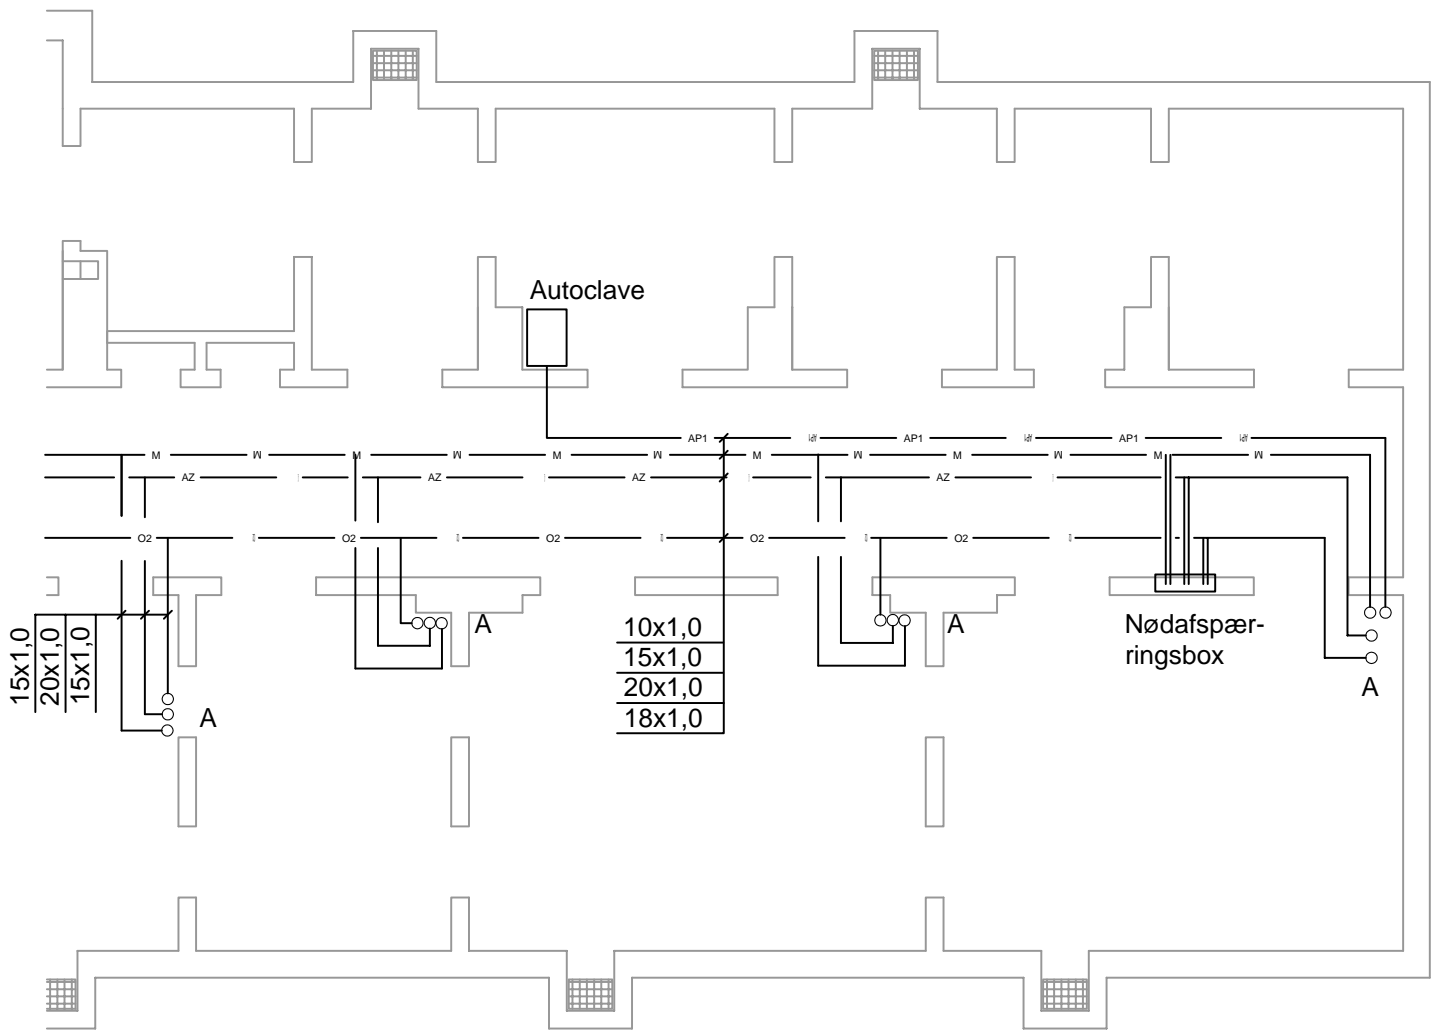 Autoclave
AP1 AP1 AP1
M M M M M M M M M M M M
AZ AZ AZ AZ AZ
O2 O2 O2 O2 O2
15x1,0
20x1,0
15x1,0
A
A
10x1,0
15x1,0
20x1,0
18x1,0
A
Nødafspær-
ringsbox
A